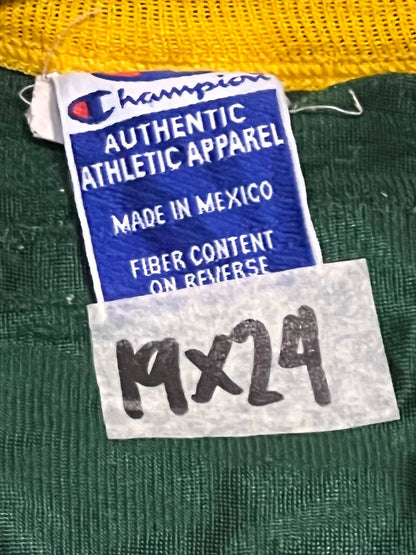 Champion
AUTHENTIC
ATHLETIC APPAREL
MADE IN MEXICO
FIBER CONTENT
ON REVERSE
19x24